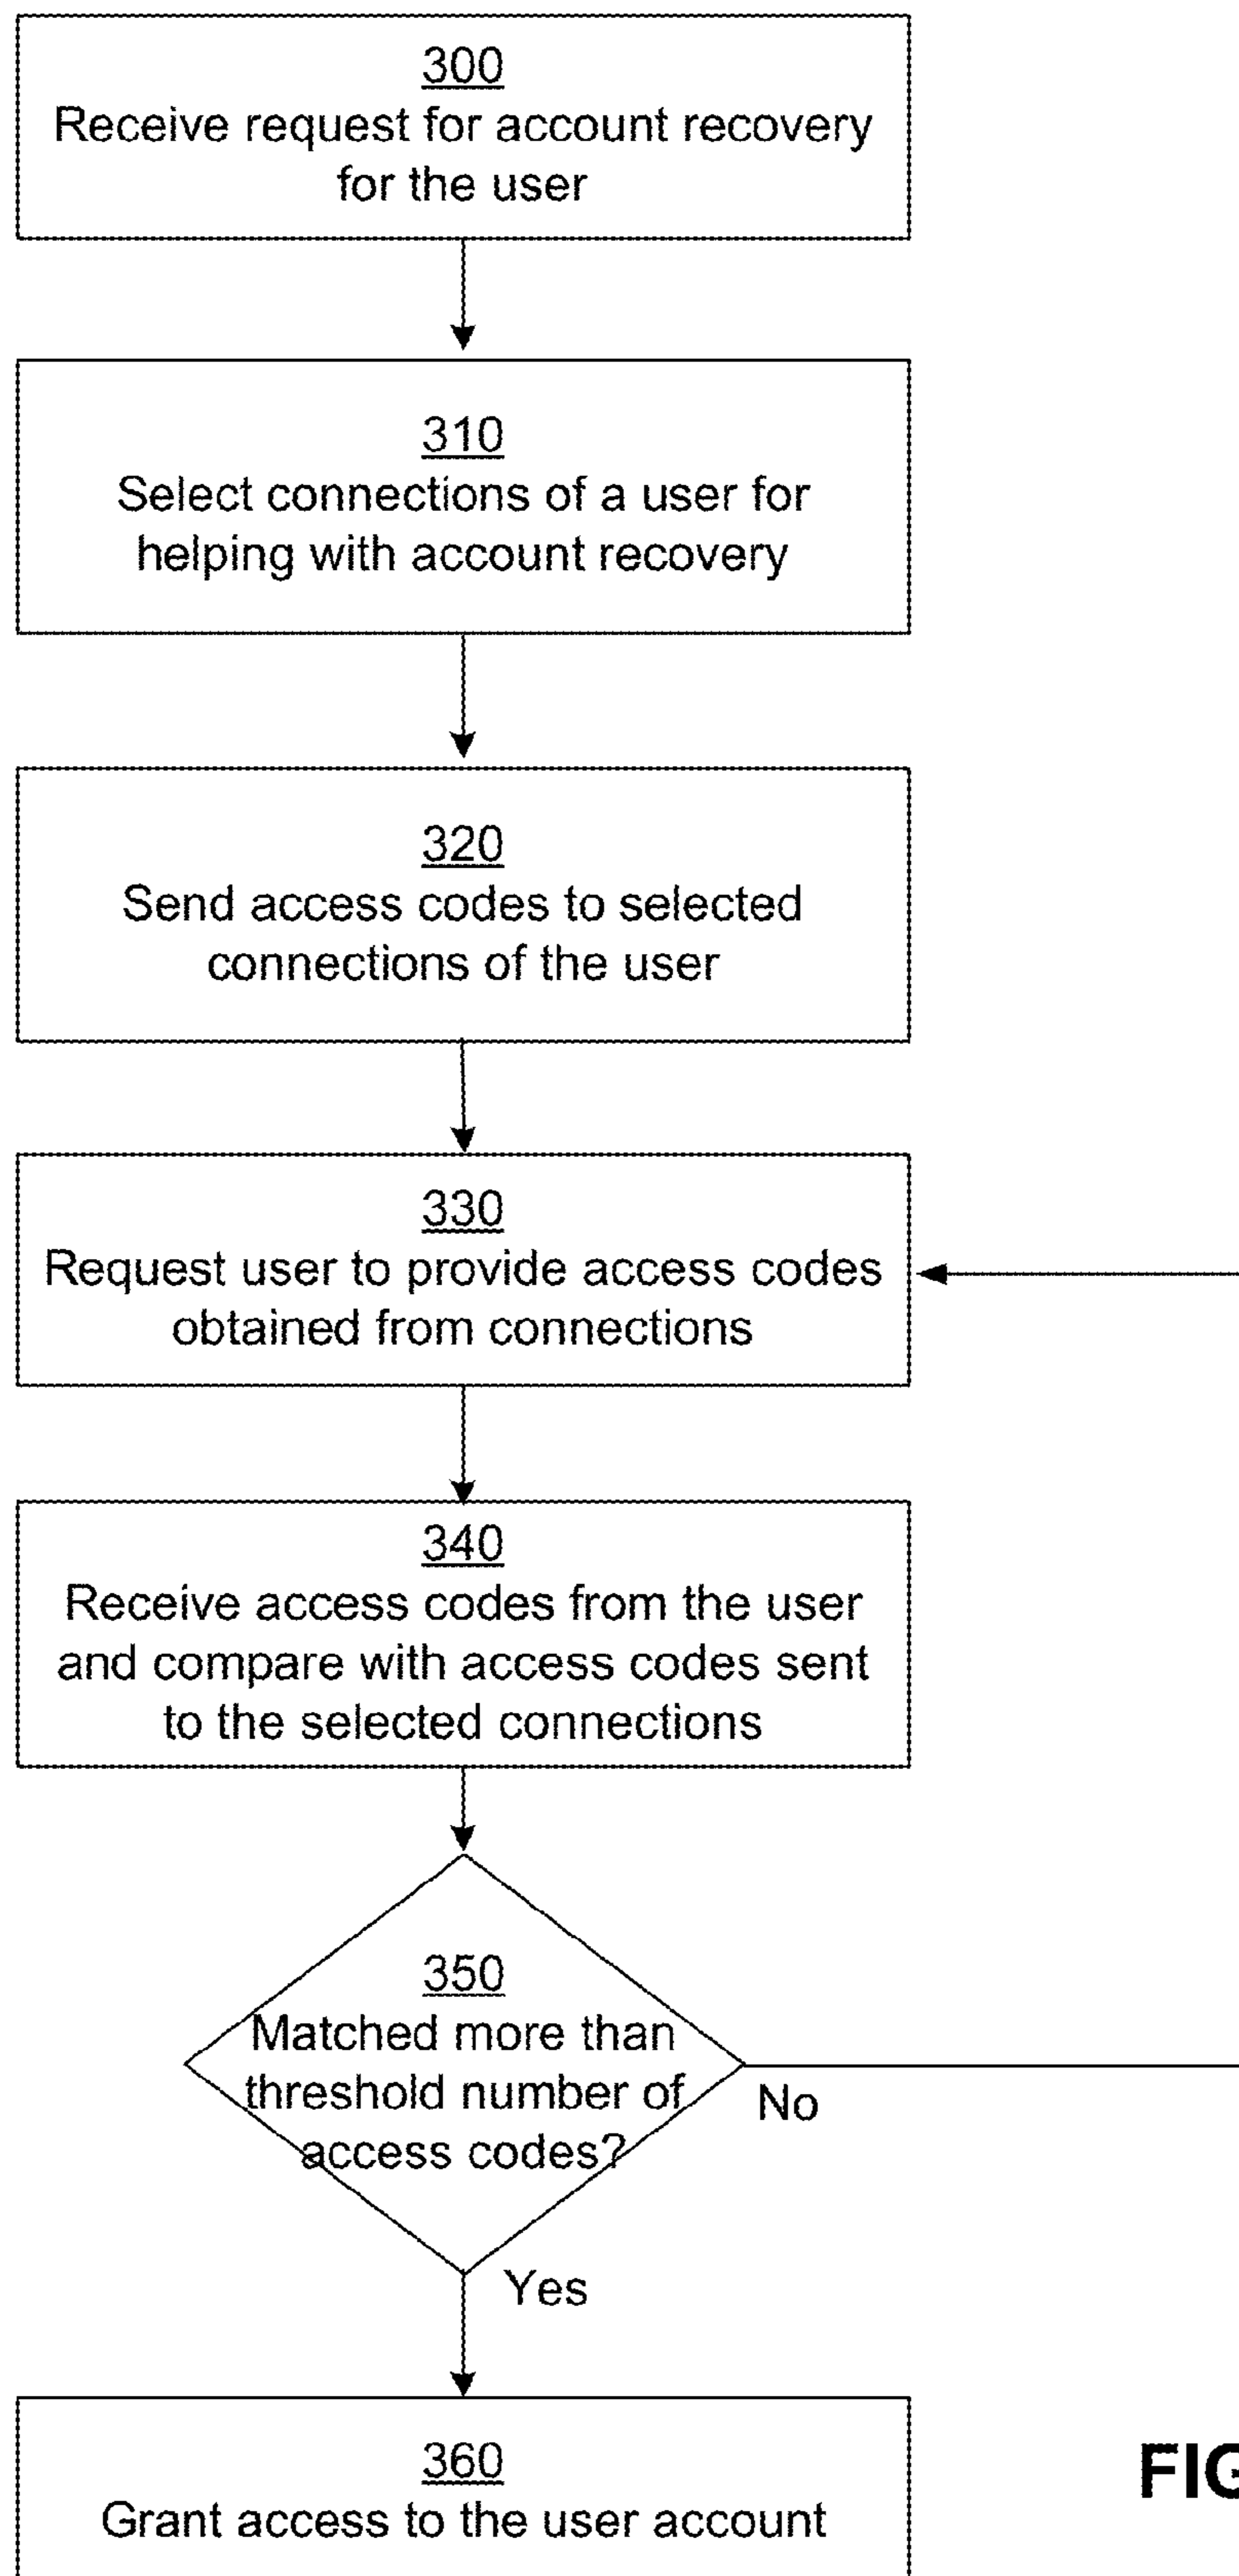 300
Receive request for account recovery
for the user
310
Select connections of a user for
helping with account recovery
320
Send access codes to selected
connections of the user
330
Request user to provide access codes
obtained from connections
340
Receive access codes from the user
and compare with access codes sent
to the selected connections
350
Matched more than
threshold number of
access codes?
No
Yes
360
Grant access to the user account